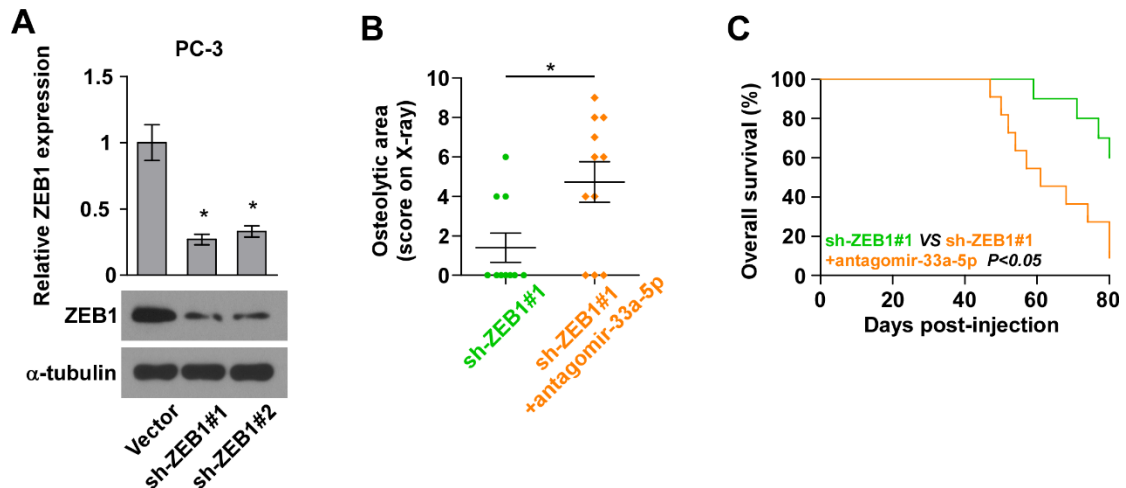 A
PC-3
Relative ZEB1 expression
1.5
1
0.5
0
*
*
ZEB1
α-tubulin
Vector
sh-ZEB1#1
sh-ZEB1#2
B
Osteolytic area
(score on X-ray)
10
8
6
4
2
0
*
sh-ZEB1#1
sh-ZEB1#1
+antagomir-33a-5p
C
Overall survival (%)
100
80
60
40
20
0
sh-ZEB1#1 VS sh-ZEB1#1
+antagomir-33a-5p P<0.05
0 20 40 60 80
Days post-injection